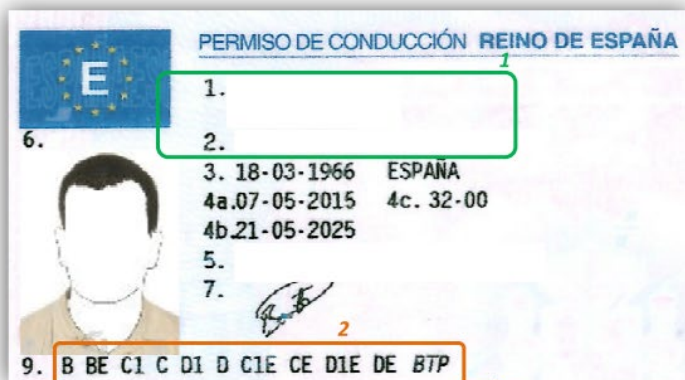 E
PERMISO DE CONDUCCIÓN REINO DE ESPAÑA
1
1.
6.
2.
3. 18-03-1966 ESPAÑA
4a.07-05-2015 4c. 32-00
4b.21-05-2025
5.
7.
2
9. B BE C1 C D1 D C1E CE D1E DE BTP